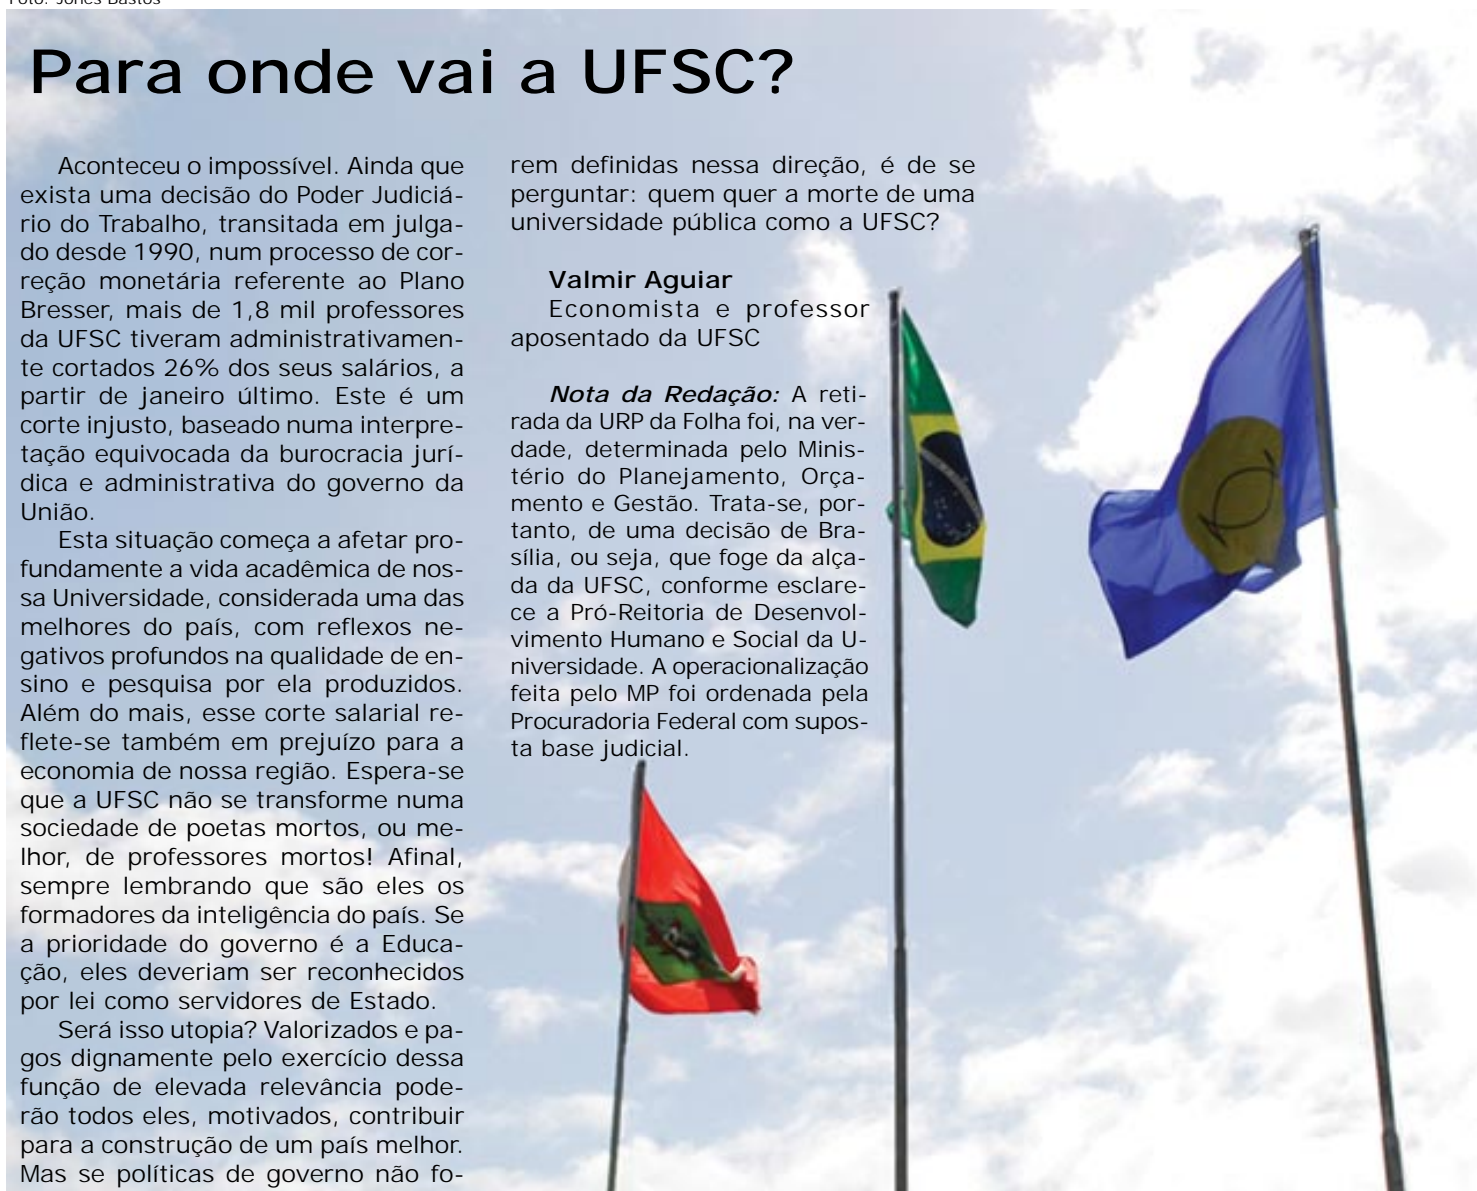 Foto: Jones Bastos
Para onde vai a UFSC?
Aconteceu o impossível. Ainda que
exista uma decisão do Poder Judiciá-
rio do Trabalho, transitada em julga-
do desde 1990, num processo de cor-
reção monetária referente ao Plano
Bresser, mais de 1,8 mil professores
da UFSC tiveram administrativamen-
te cortados 26% dos seus salários, a
partir de janeiro último. Este é um
corte injusto, baseado numa interpre-
tação equivocada da burocracia jurí-
dica e administrativa do governo da
União.
Esta situação começa a afetar pro-
fundamente a vida acadêmica de nos-
sa Universidade, considerada uma das
melhores do país, com reflexos ne-
gativos profundos na qualidade de en-
sino e pesquisa por ela produzidos.
Além do mais, esse corte salarial re-
flete-se também em prejuízo para a
economia de nossa região. Espera-se
que a UFSC não se transforme numa
sociedade de poetas mortos, ou me-
lhor, de professores mortos! Afinal,
sempre lembrando que são eles os
formadores da inteligência do país. Se
a prioridade do governo é a Educa-
ção, eles deveriam ser reconhecidos
por lei como servidores de Estado.
Será isso utopia? Valorizados e pa-
gos dignamente pelo exercício dessa
função de elevada relevância pode-
rão todos eles, motivados, contribuir
para a construção de um país melhor.
Mas se políticas de governo não fo-
rem definidas nessa direção, é de se
perguntar: quem quer a morte de uma
universidade pública como a UFSC?
Valmir Aguiar
Economista e professor
aposentado da UFSC
Nota da Redação: A reti-
rada da URP da Folha foi, na ver-
dade, determinada pelo Minis-
tério do Planejamento, Orça-
mento e Gestão. Trata-se, por-
tanto, de uma decisão de Bra-
sília, ou seja, que foge da alça-
da da UFSC, conforme esclare-
ce a Pró-Reitoria de Desenvol-
vimento Humano e Social da U-
niversidade. A operacionalização
feita pelo MP foi ordenada pela
Procuradoria Federal com supos-
ta base judicial.